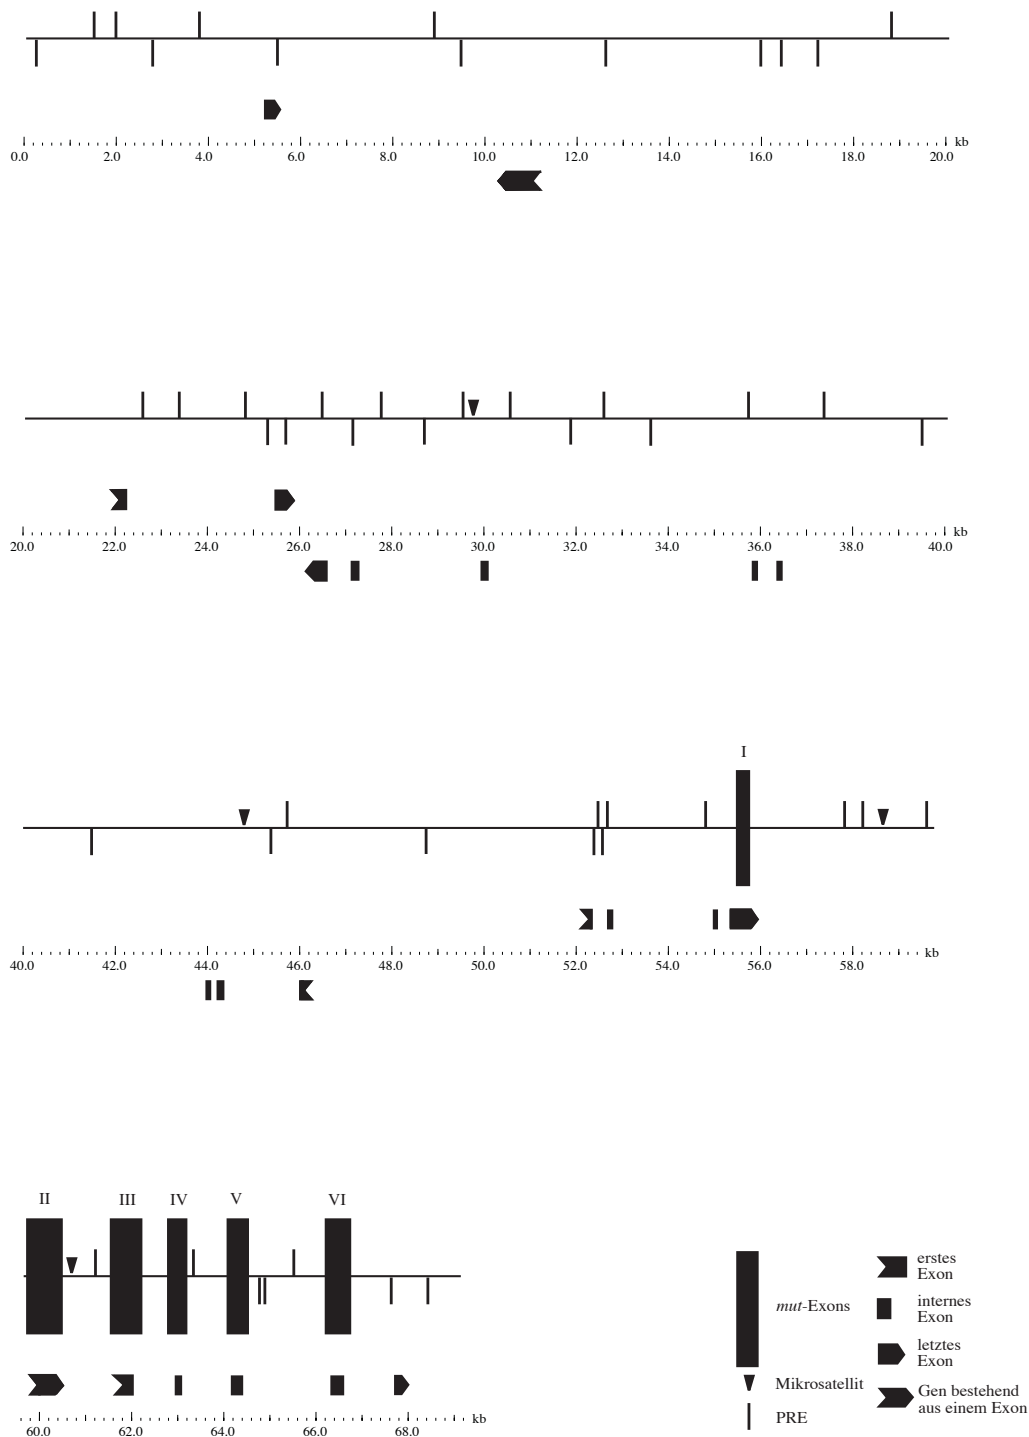 kb
0.0 2.0 4.0 6.0 8.0 10.0 12.0 14.0 16.0 18.0 20.0
kb
20.0 22.0 24.0 26.0 28.0 30.0 32.0 34.0 36.0 38.0 40.0
I
40.0 42.0 44.0 46.0 48.0 50.0 52.0 54.0 56.0 58.0 kb
II III IV V VI
kb
60.0 62.0 64.0 66.0 68.0
mut-Exons
Mikrosatellit
PRE
erstes
Exon
internes
Exon
letztes
Exon
Gen bestehend
aus einem Exon